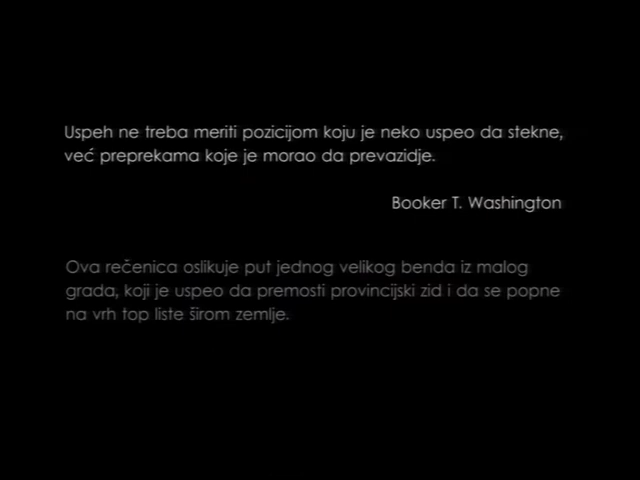 Uspeh ne treba meriti pozicijom koju je neko uspeo da stekne,
već preprekama koje je morao da prevazidje.
Booker T. Washington
Ova rečenica oslikuje put jednog velikog benda iz malog
grada, koji je uspeo da premosti provincijski zid i da se popne
na vrh top liste širom zemlje.